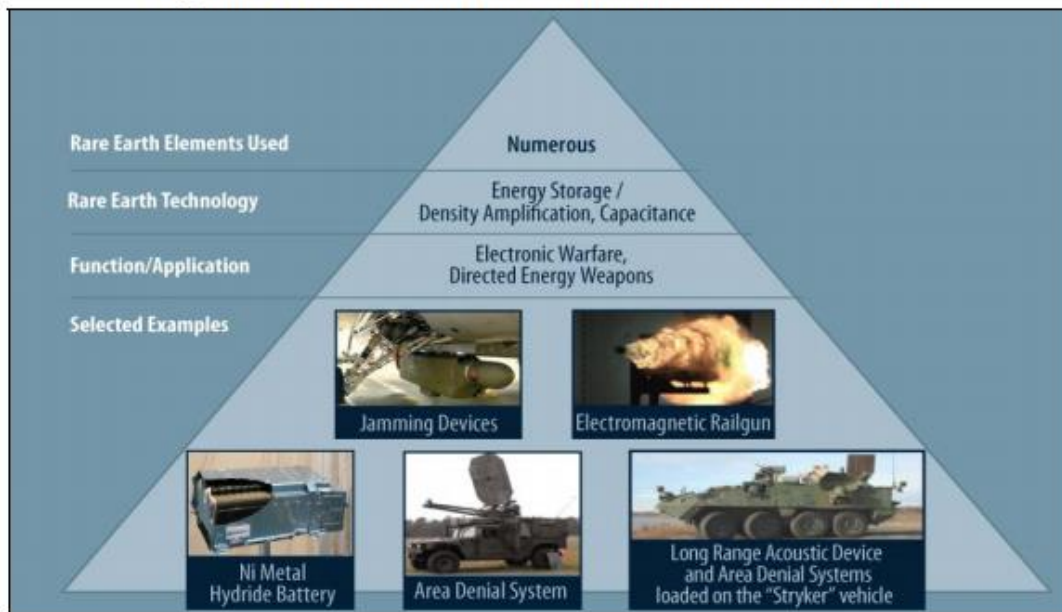 Rare Earth Elements Used
Numerous
Rare Earth Technology
Energy Storage /
Density Amplification, Capacitance
Function/Application
Electronic Warfare,
Directed Energy Weapons
Selected Examples
Jamming Devices
Electromagnetic Railgun
Ni Metal
Hydride Battery
Area Denial System
Long Range Acoustic Device
and Area Denial Systems
loaded on the “Stryker” vehicle